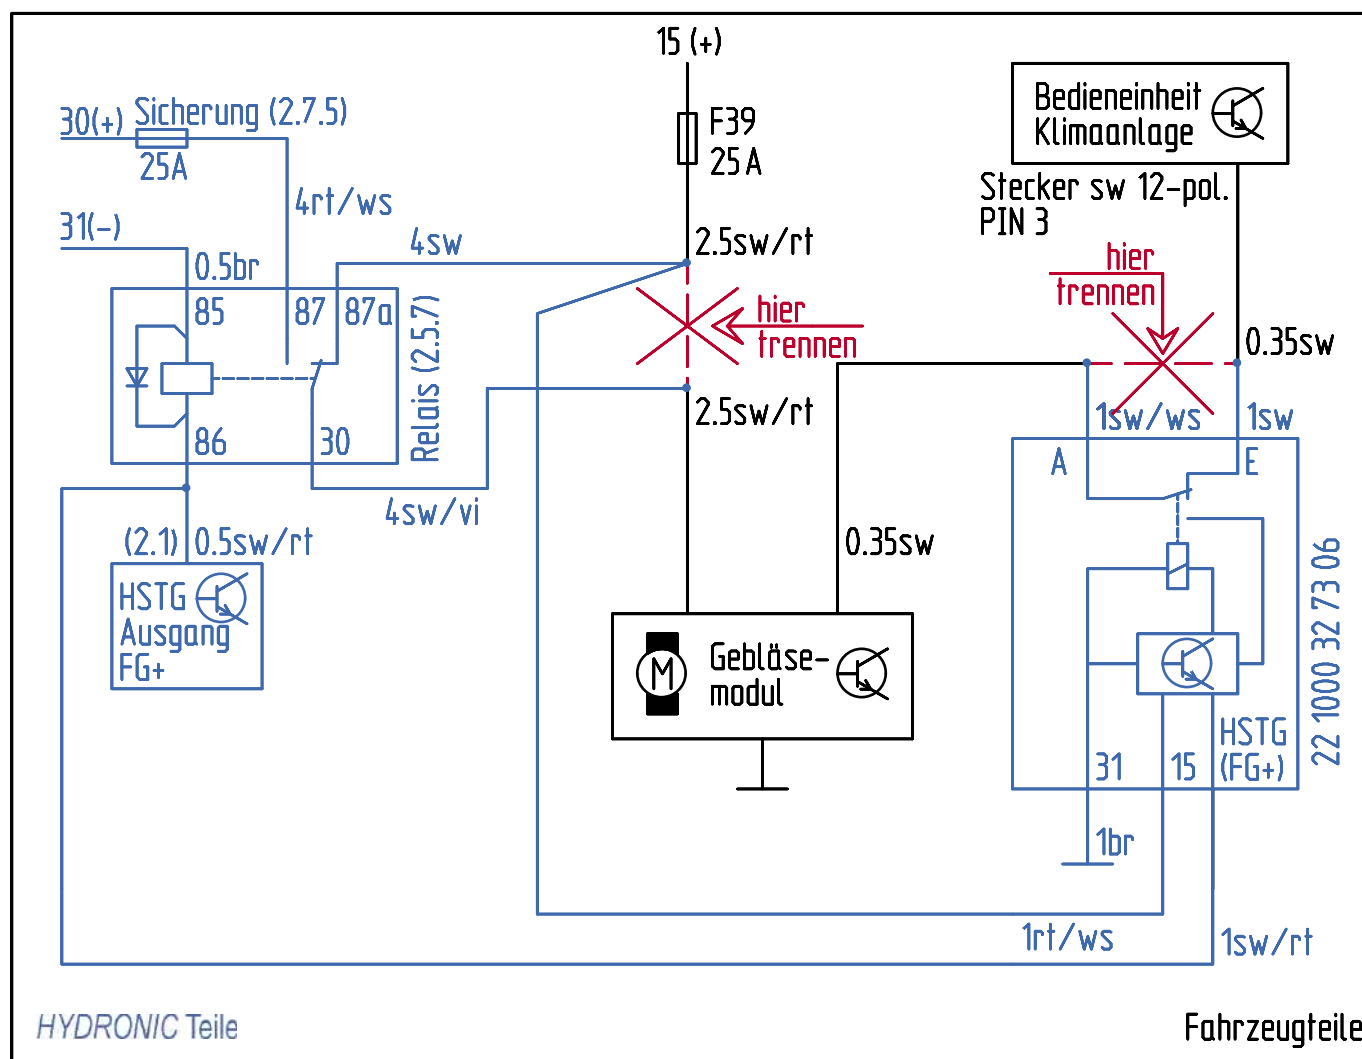 15 (+)
Sicherung (2.7.5)
30(+)
25A
F39
25A
Bedieneinheit
Klimaanlage
Stecker sw 12-pol.
PIN 3
4rt/ws
31(-)
4sw
2.5sw/rt
0.5br
hier
trennen
85
87
87a
hier
trennen
0.35sw
Relais (2.5.7)
2.5sw/rt
1sw/ws
1sw
86
30
A
E
4sw/vi
(2.1)
0.5sw/rt
0.35sw
HSTG
Ausgang
FG+
M
Gebläse-
modul
22 1000 32 73 06
31
15
HSTG
(FG+)
1br
1rt/ws
1sw/rt
HYDRONIC Teile
Fahrzeugteile